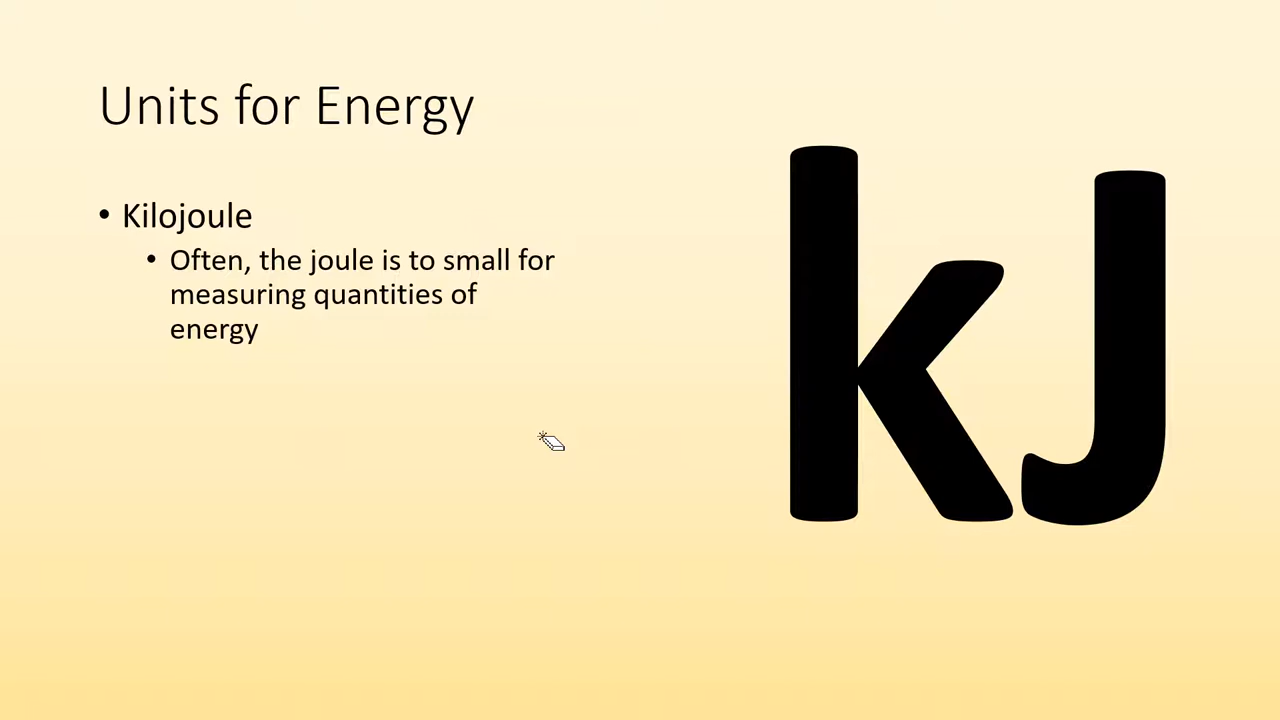 Units for Energy
• Kilojoule
• Often, the joule is to small for
measuring quantities of
energy
kJ